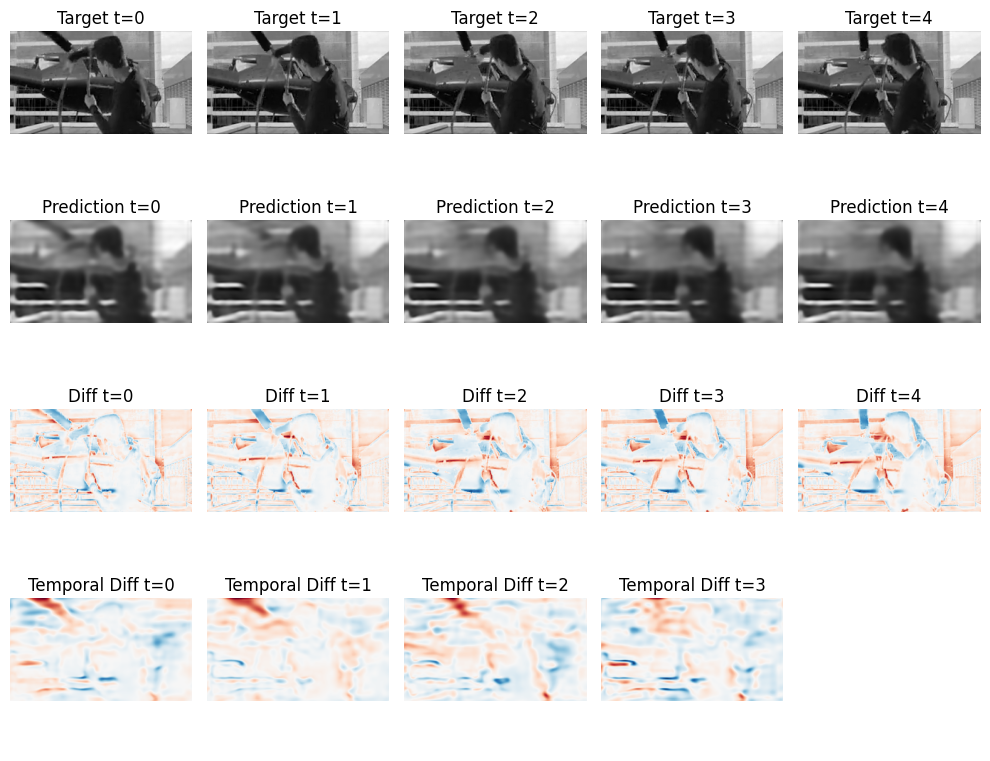 Target t=0 Target t=1 Target t=2 Target t=3 Target t=4
Prediction t=0 Prediction t=1 Prediction t=2 Prediction t=3 Prediction t=4
Diff t=0 Diff t=1 Diff t=2 Diff t=3 Diff t=4
Temporal Diff t=0 Temporal Diff t=1 Temporal Diff t=2 Temporal Diff t=3